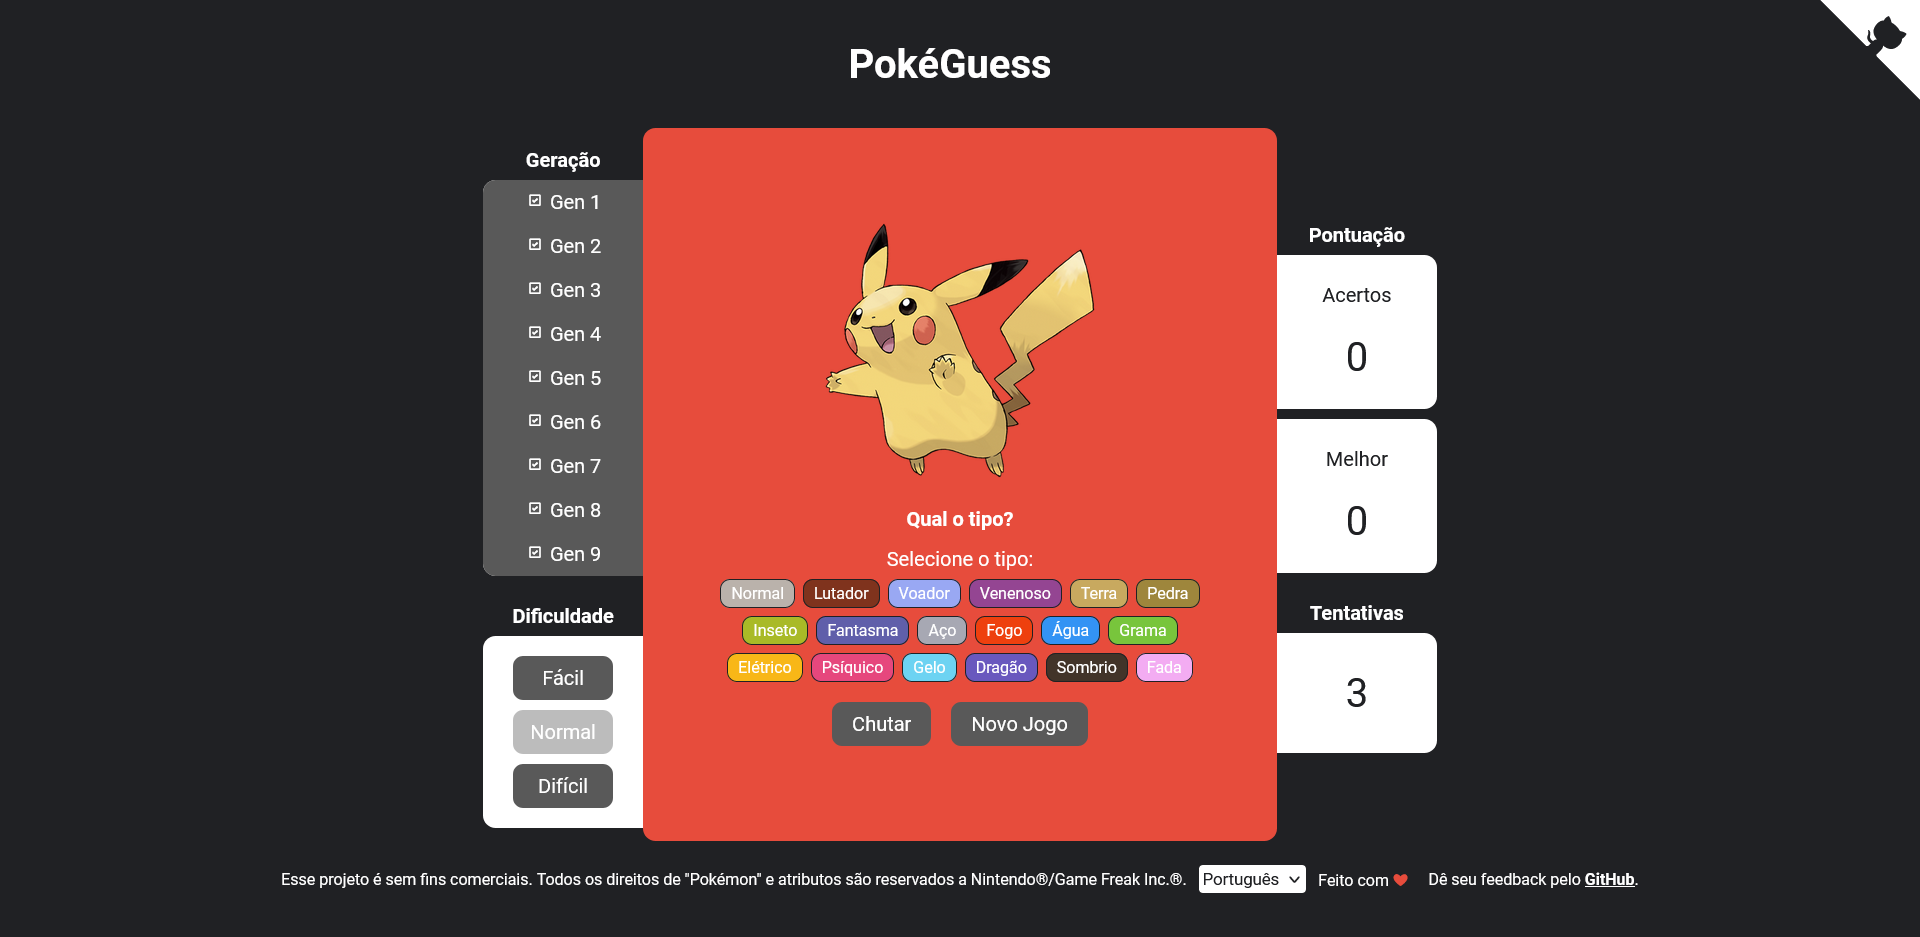 PokéGuess
Geração
Gen 1
Gen 2
Gen 3
Gen 4
Gen 5
Gen 6
Gen 7
Gen 8
Gen 9
Dificuldade
Fácil
Normal
Difícil
Qual o tipo?
Selecione o tipo:
Normal Lutador Voador Venenoso Terra Pedra
Inseto Fantasma Aço Fogo Água Grama
Elétrico Psíquico Gelo Dragão Sombrio Fada
Chutar Novo Jogo
Pontuação
Acertos
0
Melhor
0
Tentativas
3
Esse projeto é sem fins comerciais. Todos os direitos de "Pokémon" e atributos são reservados a Nintendo®/Game Freak Inc.®. Português Feito com Dê seu feedback pelo GitHub.